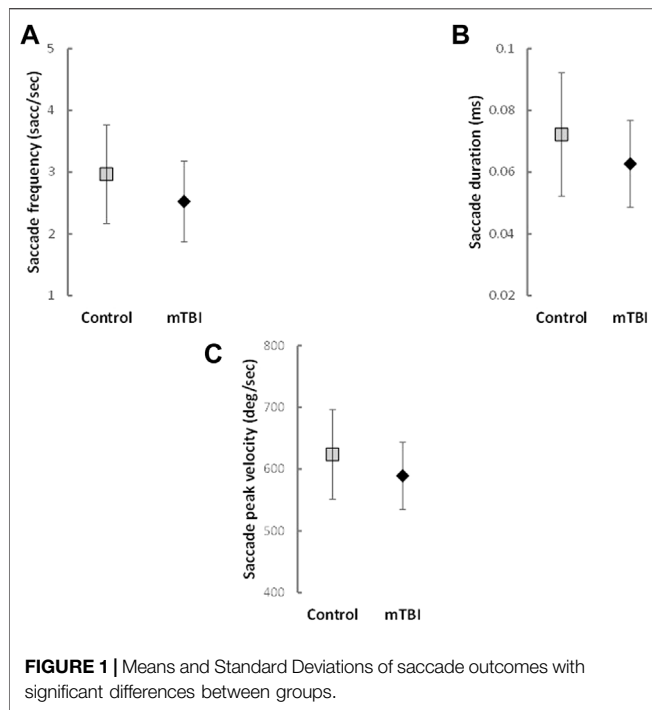 A
Saccade frequency (sacc/sec)
5
4
3
2
1
Control mTBI
B
Saccade duration (ms)
0.1
0.08
0.06
0.04
0.02
Control mTBI
C
Saccade peak velocity (deg/sec)
800
700
600
500
400
Control mTBI
FIGURE 1 | Means and Standard Deviations of saccade outcomes with
significant differences between groups.